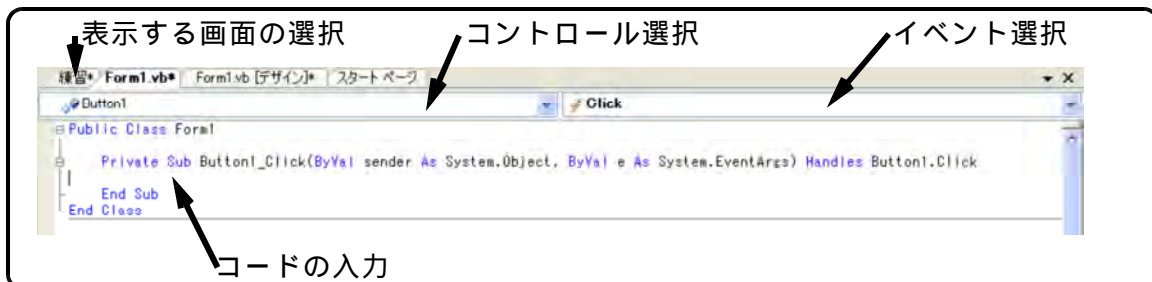 表示する画面の選択 コントロール選択 イベント選択
練習* Form1.vb* Form1.vb [デザイン]* スタート ページ
Button1 Click
Public Class Form1
Private Sub Button1_Click(ByVal sender As System.Object, ByVal e As System.EventArgs) Handles Button1.Click
End Sub
End Class
コードの入力